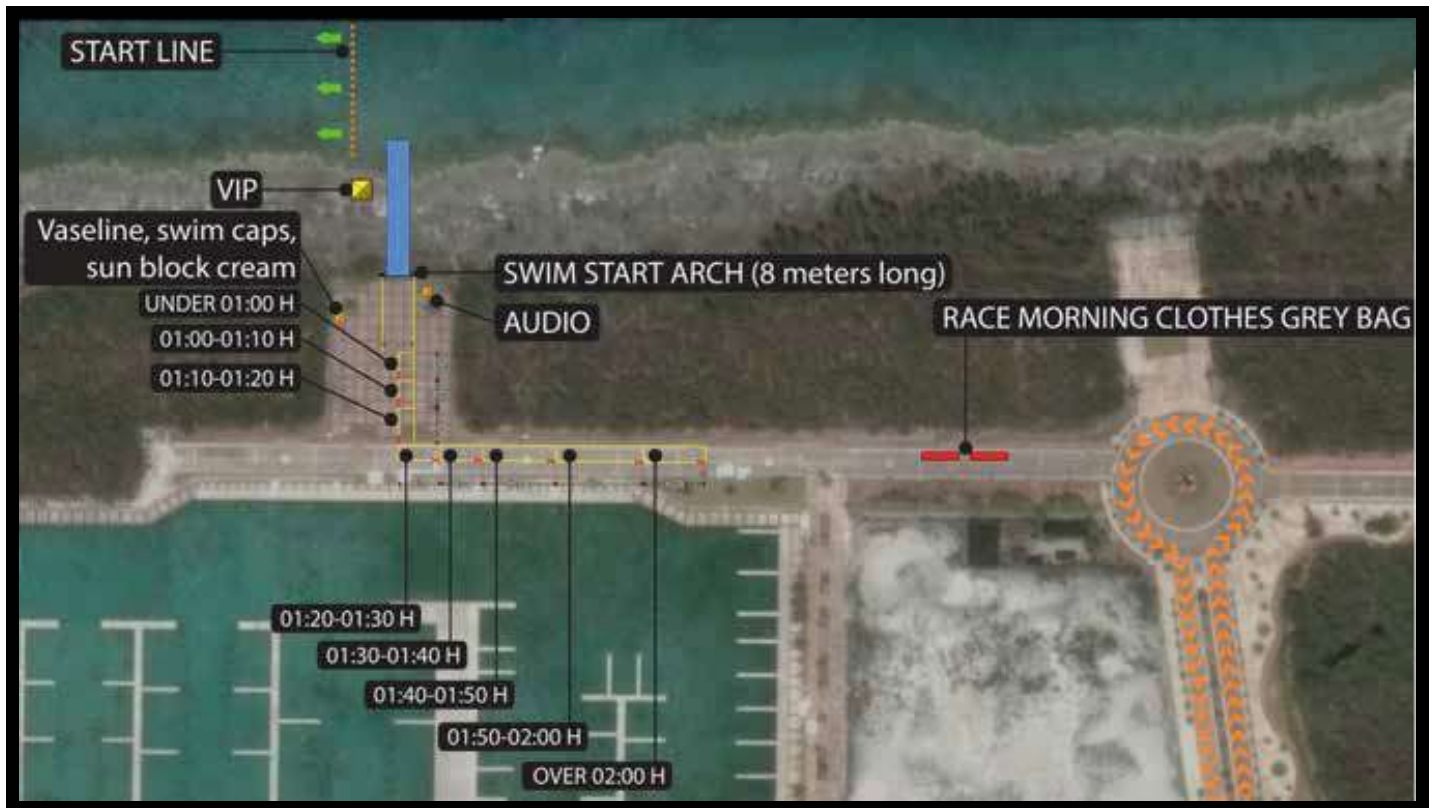 START LINE
VIP
Vaseline, swim caps,
sun block cream
UNDER 01:00 H
01:00-01:10 H
01:10-01:20 H
SWIM START ARCH (8 meters long)
AUDIO
RACE MORNING CLOTHES GREY BAG
01:20-01:30 H
01:30-01:40 H
01:40-01:50 H
01:50-02:00 H
OVER 02:00 H